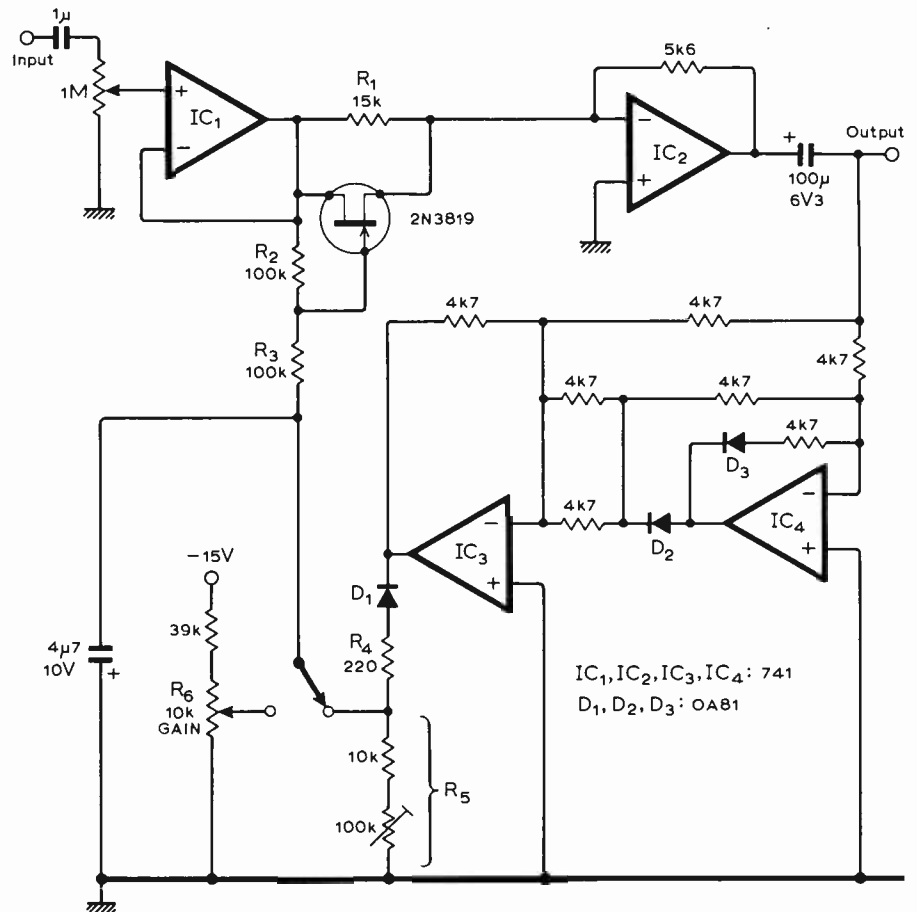 1μ
Input
1M
+
−
IC1
R1
15k
2N3819
R2
100k
R3
100k
5k6
−
+
IC2
+
100μ
6V3
Output
4k7
4k7
4k7
4k7
4k7
4k7
D3
4k7
D2
−
+
IC4
−
+
IC3
D1
R4
220
−15V
39k
R6
10k
GAIN
4μ7
10V
+
10k
100k
R5
IC1, IC2, IC3, IC4: 741
D1, D2, D3: OA81